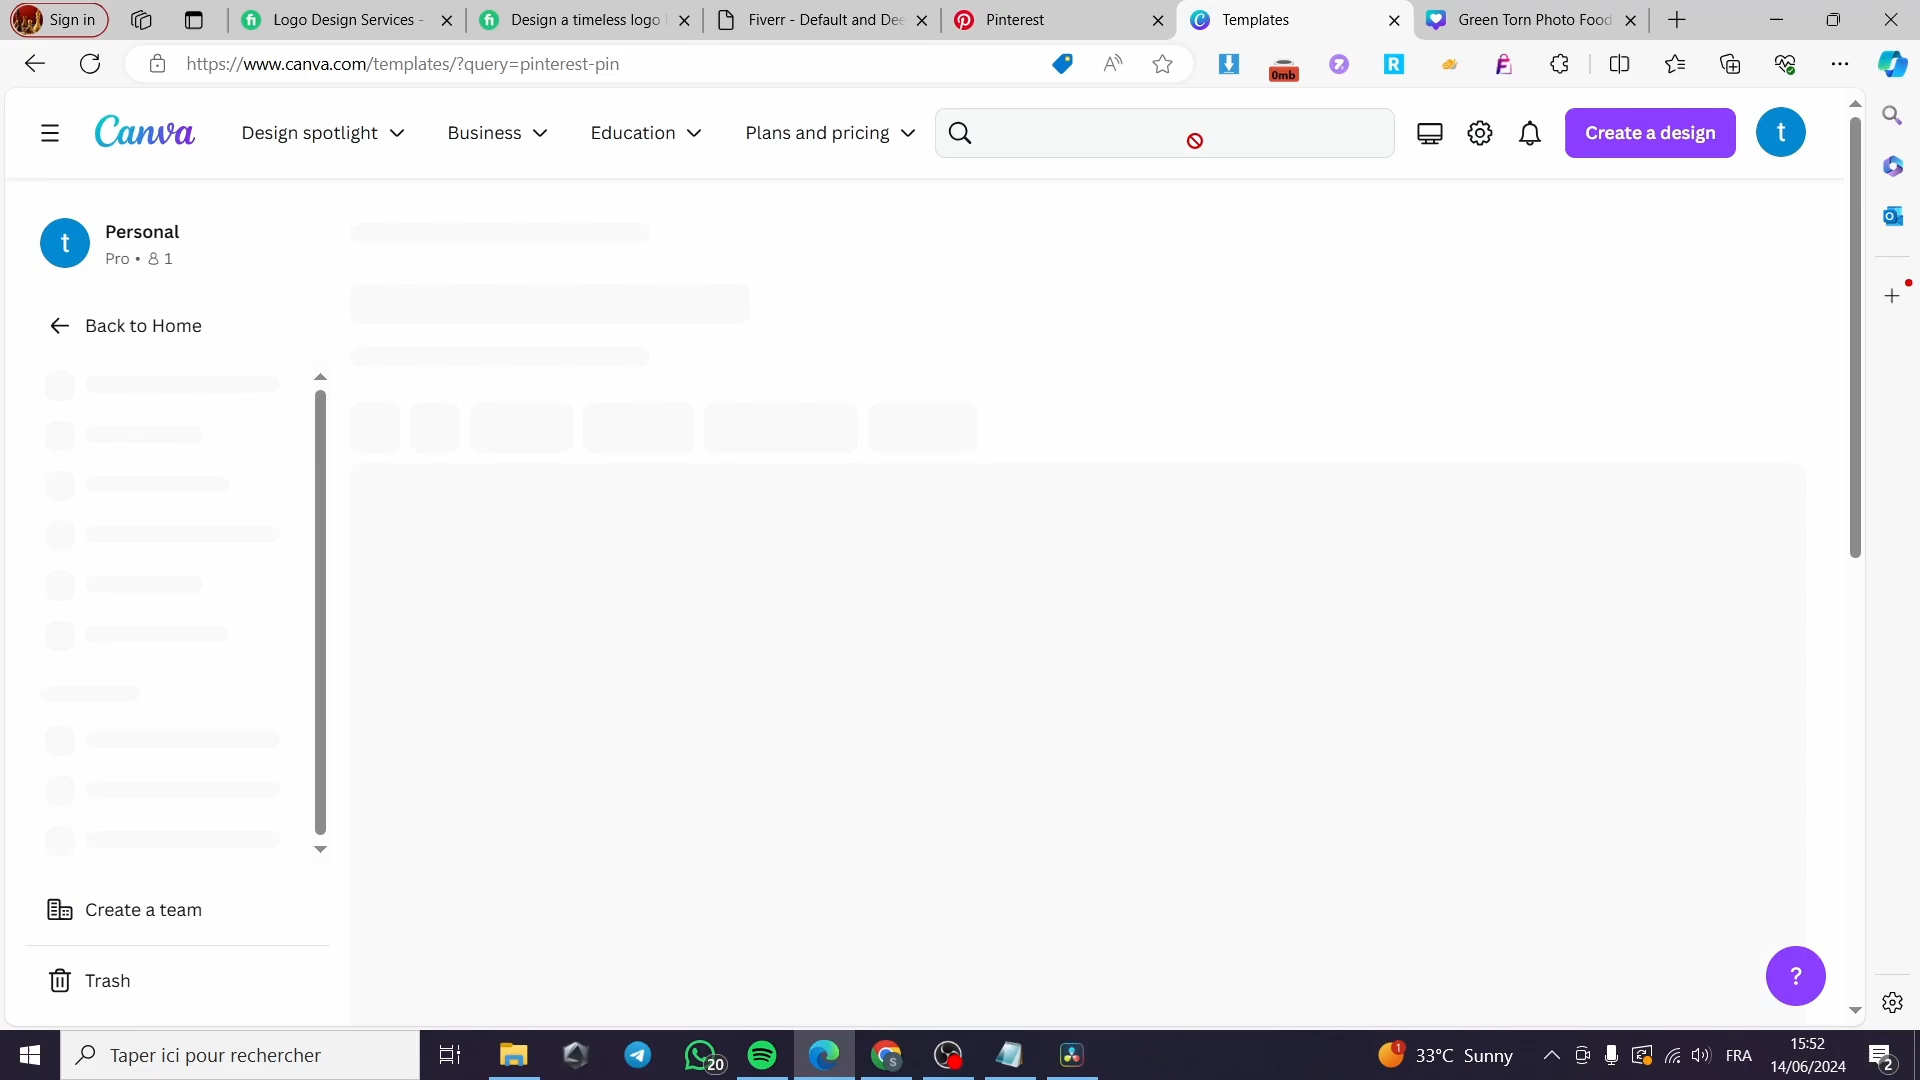 Sign in
Logo Design Services -
Design a timeless logo
Fiverr - Default and Dee
Pinterest
Templates
Green Torn Photo Food
https://www.canva.com/templates/?query=pinterest-pin
0mb
Canva
Design spotlight
Business
Education
Plans and pricing
Create a design
t
t
Personal
Pro • 1
Back to Home
Create a team
Trash
?
Taper ici pour rechercher
20
1
33°C Sunny
FRA
15:52
14/06/2024
2